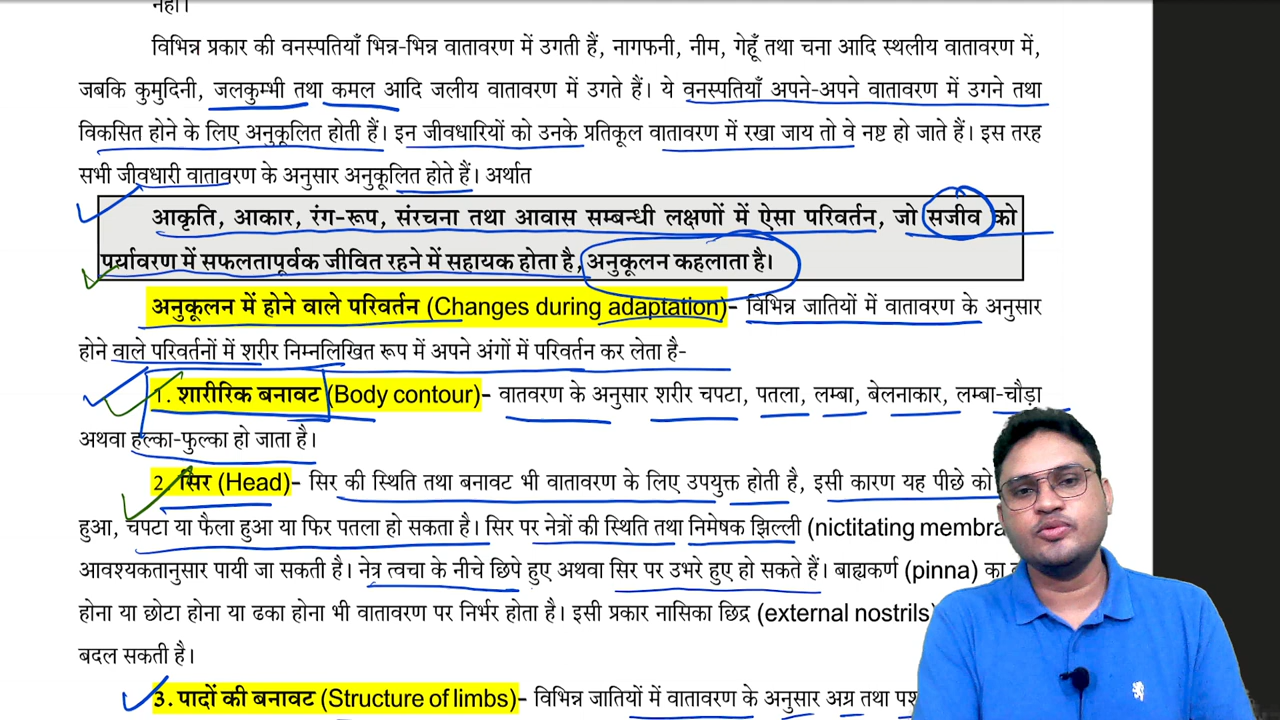 नहीं।
विभिन्न प्रकार की वनस्पतियाँ भिन्न-भिन्न वातावरण में उगती हैं, नागफनी, नीम, गेहूँ तथा चना आदि स्थलीय वातावरण में,
जबकि कुमुदिनी, जलकुम्भी तथा कमल आदि जलीय वातावरण में उगते हैं। ये वनस्पतियाँ अपने-अपने वातावरण में उगने तथा
विकसित होने के लिए अनुकूलित होती हैं। इन जीवधारियों को उनके प्रतिकूल वातावरण में रखा जाय तो वे नष्ट हो जाते हैं। इस तरह
सभी जीवधारी वातावरण के अनुसार अनुकूलित होते हैं। अर्थात
आकृति, आकार, रंग-रूप, संरचना तथा आवास सम्बन्धी लक्षणों में ऐसा परिवर्तन, जो सजीव को
पर्यावरण में सफलतापूर्वक जीवित रहने में सहायक होता है, अनुकूलन कहलाता है।
अनुकूलन में होने वाले परिवर्तन (Changes during adaptation)- विभिन्न जातियों में वातावरण के अनुसार
होने वाले परिवर्तनों में शरीर निम्नलिखित रूप में अपने अंगों में परिवर्तन कर लेता है-
1. शारीरिक बनावट (Body contour)- वातवरण के अनुसार शरीर चपटा, पतला, लम्बा, बेलनाकार, लम्बा-चौड़ा
अथवा हल्का-फुल्का हो जाता है।
2. सिर (Head)- सिर की स्थिति तथा बनावट भी वातावरण के लिए उपयुक्त होती है, इसी कारण यह पीछे को
हुआ, चपटा या फैला हुआ या फिर पतला हो सकता है। सिर पर नेत्रों की स्थिति तथा निमेषक झिल्ली (nictitating
आवश्यकतानुसार पायी जा सकती है। नेत्र त्वचा के नीचे छिपे हुए अथवा सिर पर उभरे हुए हो सकते हैं। बाह्यकर्ण (pinna) का
होना या छोटा होना या ढका होना भी वातावरण पर निर्भर होता है। इसी प्रकार नासिका छिद्र (external nostrils)
बदल सकती है।
3. पादों की बनावट (Structure of limbs)- विभिन्न जातियों में वातावरण के अनुसार अग्र तथा